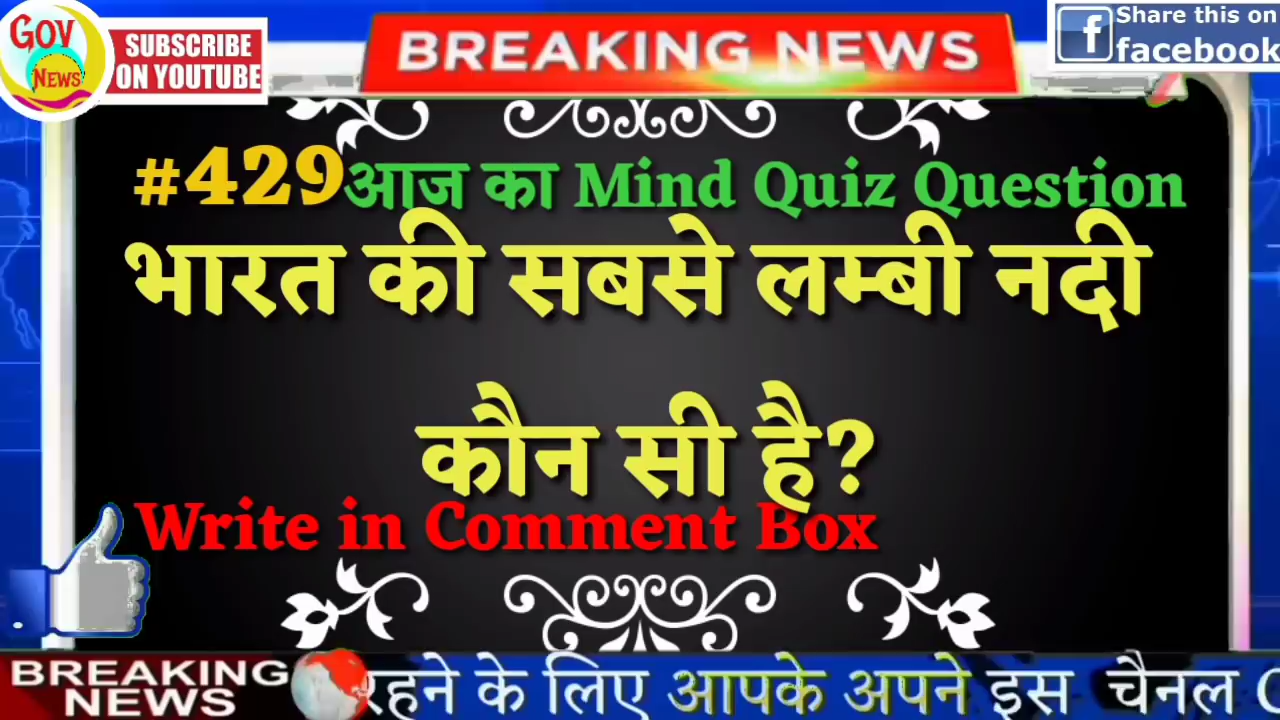 GOV
NEWS
SUBSCRIBE
ON YOUTUBE
BREAKING NEWS
Share this on
facebook
#429आज का Mind Quiz Question
भारत की सबसे लम्बी नदी
कौन सी है?
Write in Comment Box
BREAKING
NEWS
रहने के लिए आपके अपने इस चैनल G